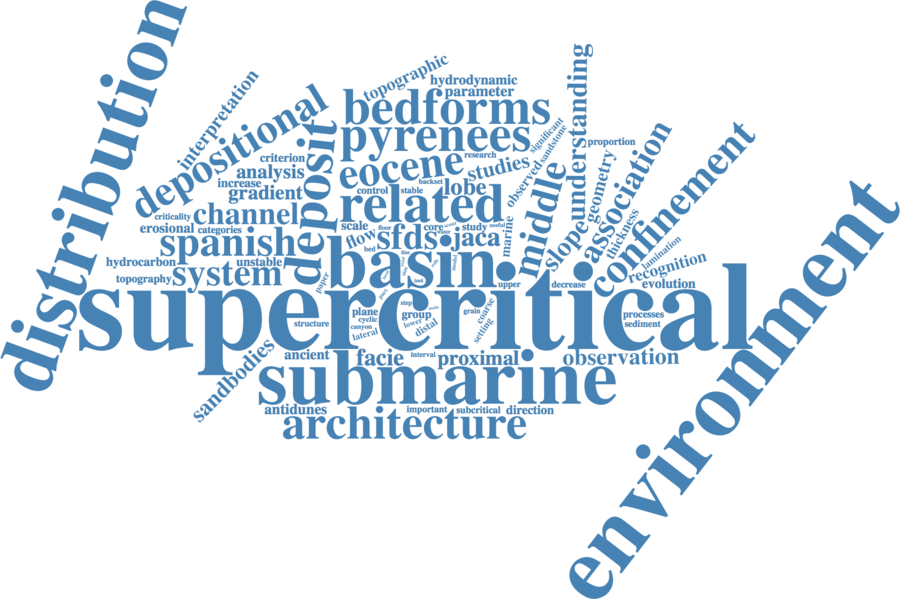 distribution
environment
supercritical
submarine
architecture
basin
bedforms
pyrenees
eocene
related
depositional
deposit
spanish
system
channel
gradient
analysis
criterion
increase
interpretation
topographic
hydrodynamic
parameter
significant
sandstone
observed
research
studies
backset
control
stable
lobe
scale
floor
core
study
useful
flow
sfds
jaca
bed
marine
middle
slope
understanding
proportion
geometry
association
thickness
confinement
lamination
recognition
evolution
criticality
erosional
categories
hydrocarbon
unstable
topography
paper
upper
decrease
structure
plane
cyclic
canyon
lateral
step
group
lower
distal
grain
coarse
setting
processes
sediment
sandbodies
ancient
facie
interval
proximal
observation
antidunes
important
subcritical
direction